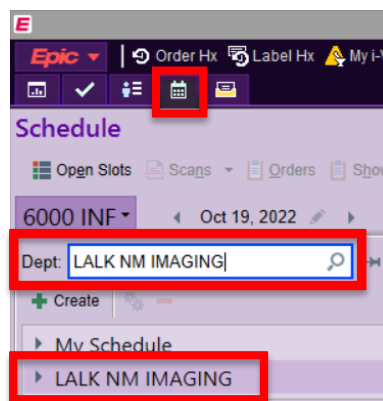 E
Epic Order Hx Label Hx My i-V
Schedule
Open Slots Scans Orders Show
6000 INF Oct 19, 2022
Dept: LALK NM IMAGING
Create
My Schedule
LALK NM IMAGING